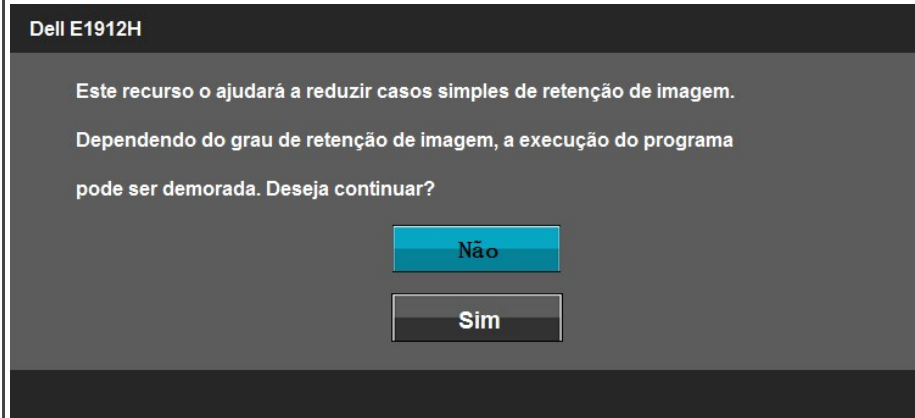 Dell E1912H
Este recurso o ajudará a reduzir casos simples de retenção de imagem.
Dependendo do grau de retenção de imagem, a execução do programa
pode ser demorada. Deseja continuar?
Não
Sim